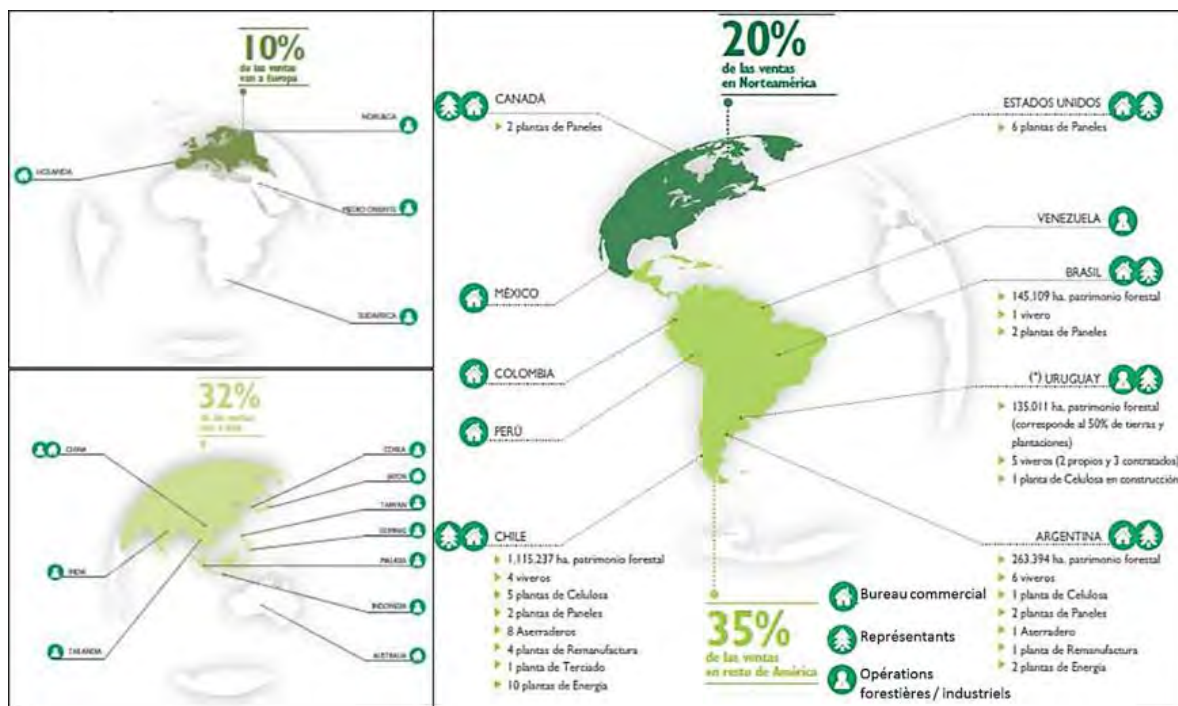 10%
de las ventas
van a Europa
NORUEGA
HOLANDA
MEDIO ORIENTE
SUDAFRICA
32%
de las ventas
van a Asia
CHINA
COREA
JAPON
TAIWAN
MALASIA
INDIA
INDONESIA
TAILANDIA
AUSTRALIA
20%
de las ventas
en Norteamérica
CANADÁ
2 plantas de Paneles
ESTADOS UNIDOS
6 plantas de Paneles
VENEZUELA
BRASIL
145.109 ha. patrimonio forestal
1 vivero
2 plantas de Paneles
MÉXICO
COLOMBIA
PERÚ
(*) URUGUAY
135.011 ha. patrimonio forestal
(corresponde al 50% de tierras y
plantaciones)
5 viveros (2 propios y 3 contratados)
1 planta de Celulosa en construcción
CHILE
1,115.237 ha. patrimonio forestal
4 viveros
5 plantas de Celulosa
2 plantas de Paneles
8 Aserraderos
4 plantas de Remanufactura
1 planta de Terciado
10 plantas de Energía
ARGENTINA
263.394 ha. patrimonio forestal
6 viveros
1 planta de Celulosa
2 plantas de Paneles
1 Aserradero
1 planta de Remanufactura
2 plantas de Energía
35%
de las ventas
en resto de América
Bureau commercial
Représentants
Opérations
forestières / industriels